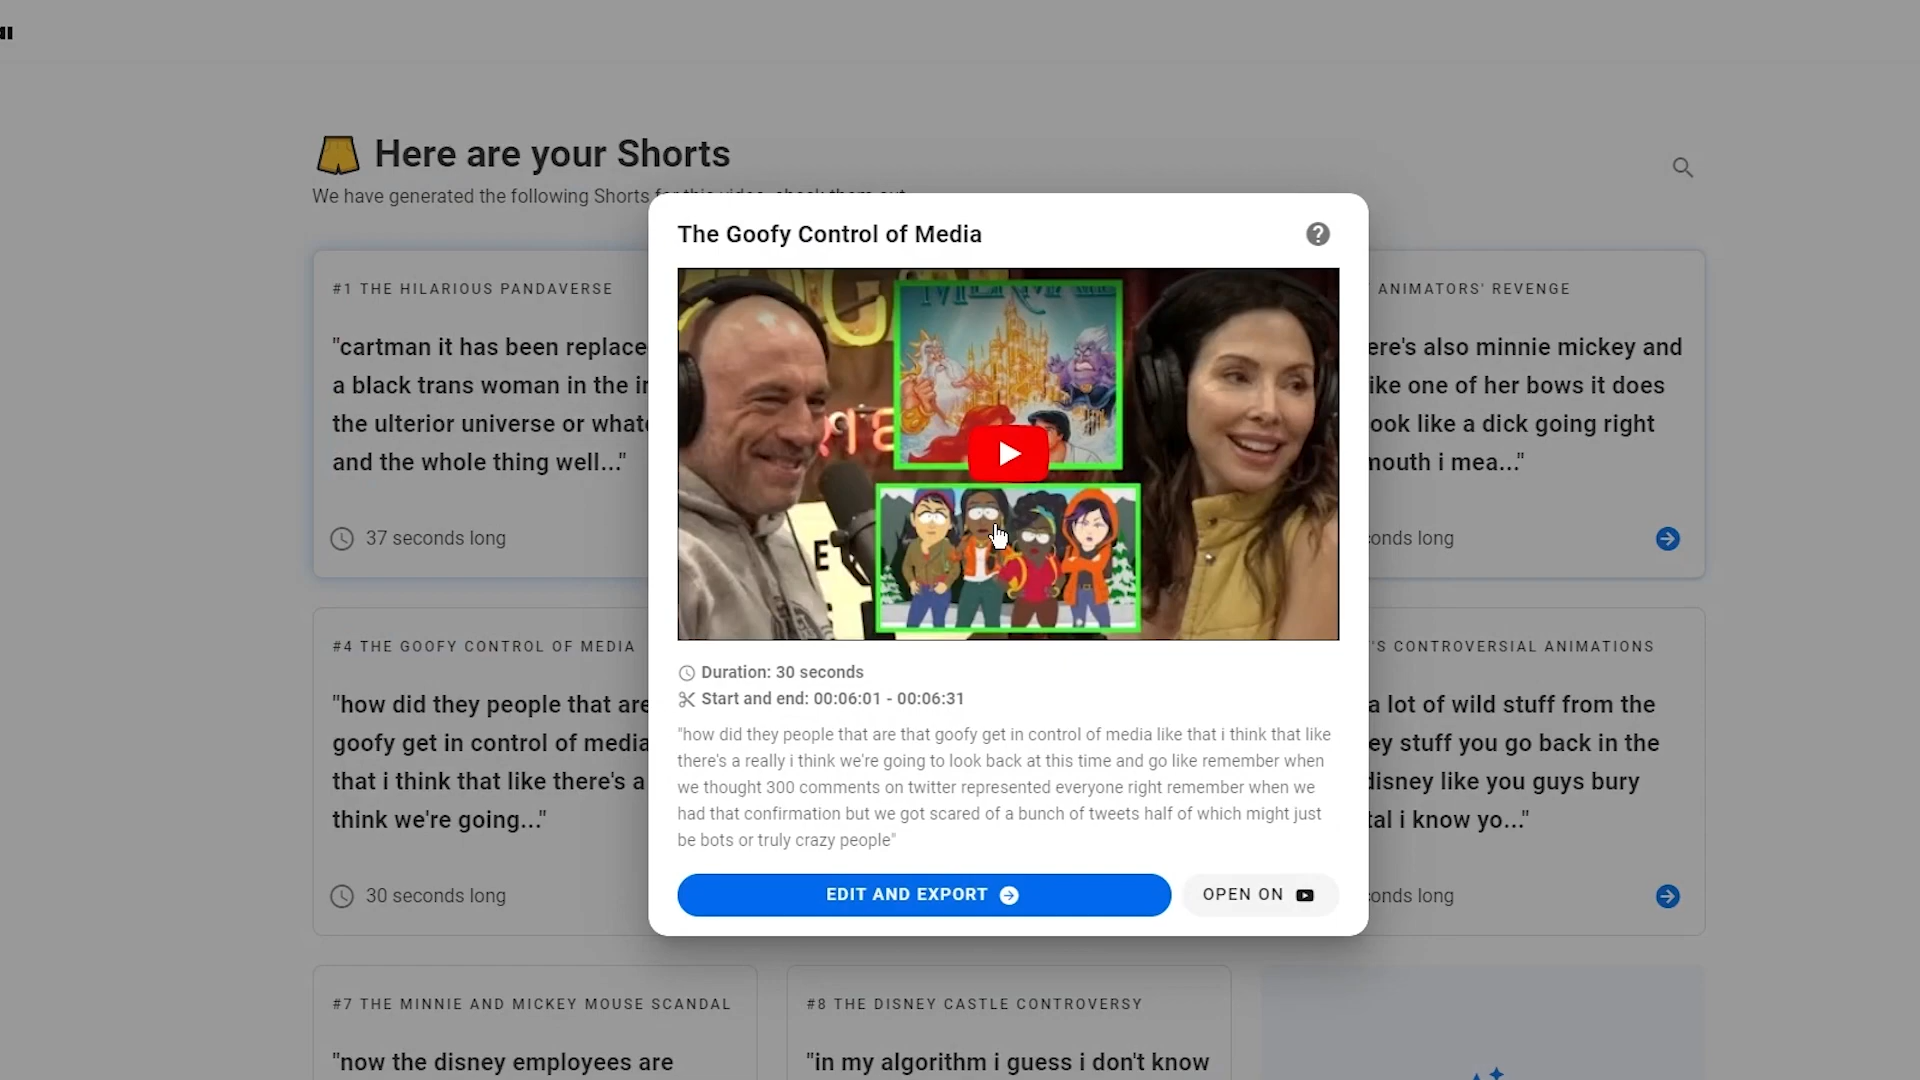 Here are your Shorts
We have generated the following Shorts for this video, check them out
The Goofy Control of Media
#1 THE HILARIOUS PANDAVERSE
"cartman it has been replace
a black trans woman in the
the ulterior universe or what
and the whole thing well..."
37 seconds long
ANIMATORS' REVENGE
also minnie mickey and
one of her bows it does
look like a dick going right
mouth i mea..."
long
#4 THE GOOFY CONTROL OF MEDIA
"how did they people that are
goofy get in control of media
that i think that like there's a
think we're going..."
30 seconds long
Duration: 30 seconds
Start and end: 00:06:01 - 00:06:31
"how did they people that are that goofy get in control of media like that i think that like
there's a really i think we're going to look back at this time and go like remember when
we thought 300 comments on twitter represented everyone right remember when we
had that confirmation but we got scared of a bunch of tweets half of which might just
be bots or truly crazy people"
EDIT AND EXPORT
OPEN ON
CONTROVERSIAL ANIMATIONS
a lot of wild stuff from the
stuff you go back in the
disney like you guys bury
i know yo..."
long
#7 THE MINNIE AND MICKEY MOUSE SCANDAL
"now the disney employees are
#8 THE DISNEY CASTLE CONTROVERSY
"in my algorithm i guess i don't know